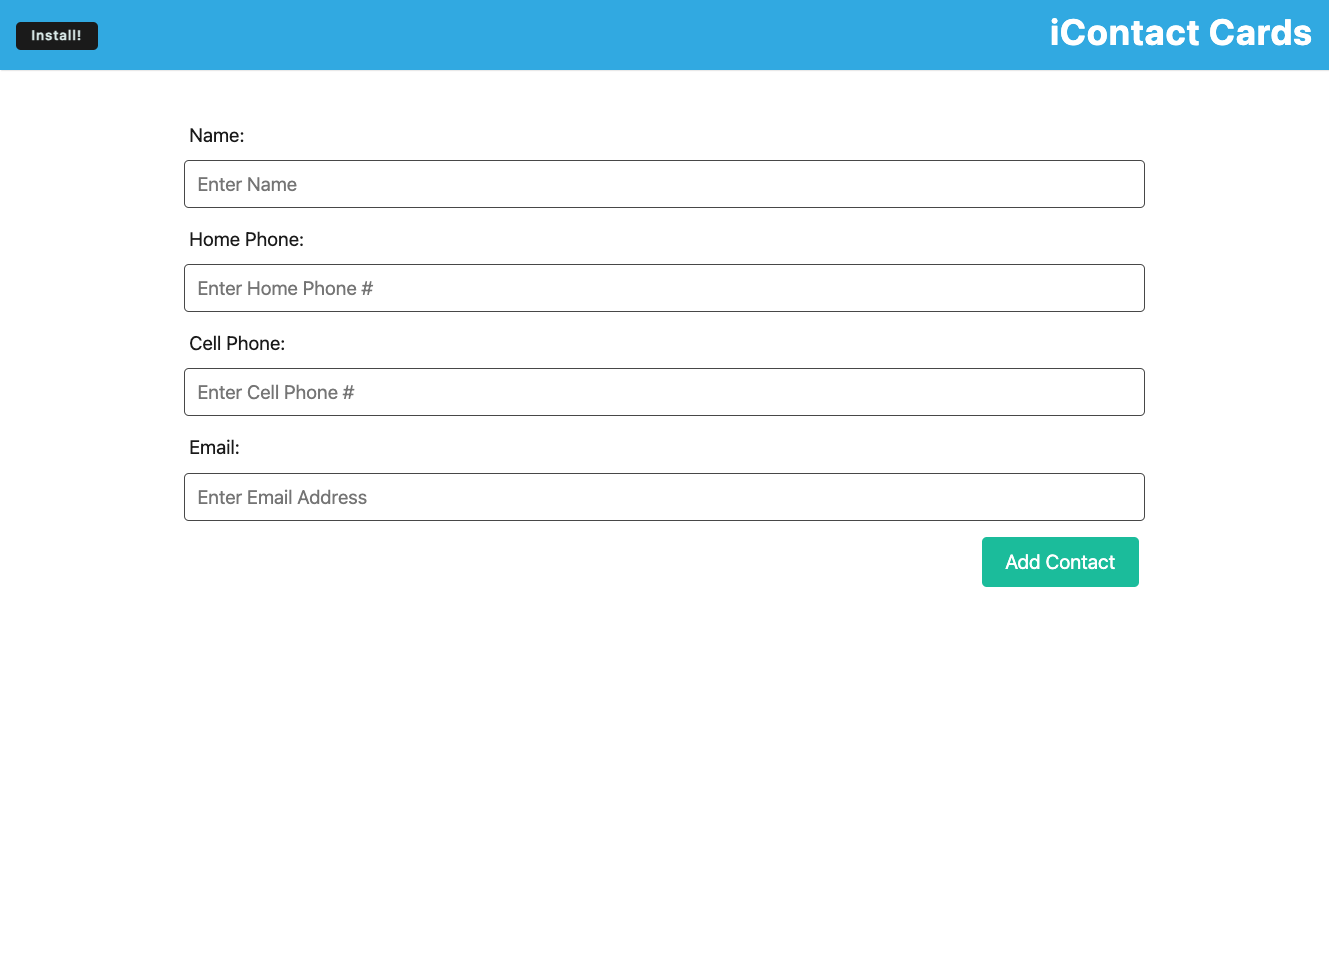 Install!
iContact Cards
Name:
Enter Name
Home Phone:
Enter Home Phone #
Cell Phone:
Enter Cell Phone #
Email:
Enter Email Address
Add Contact